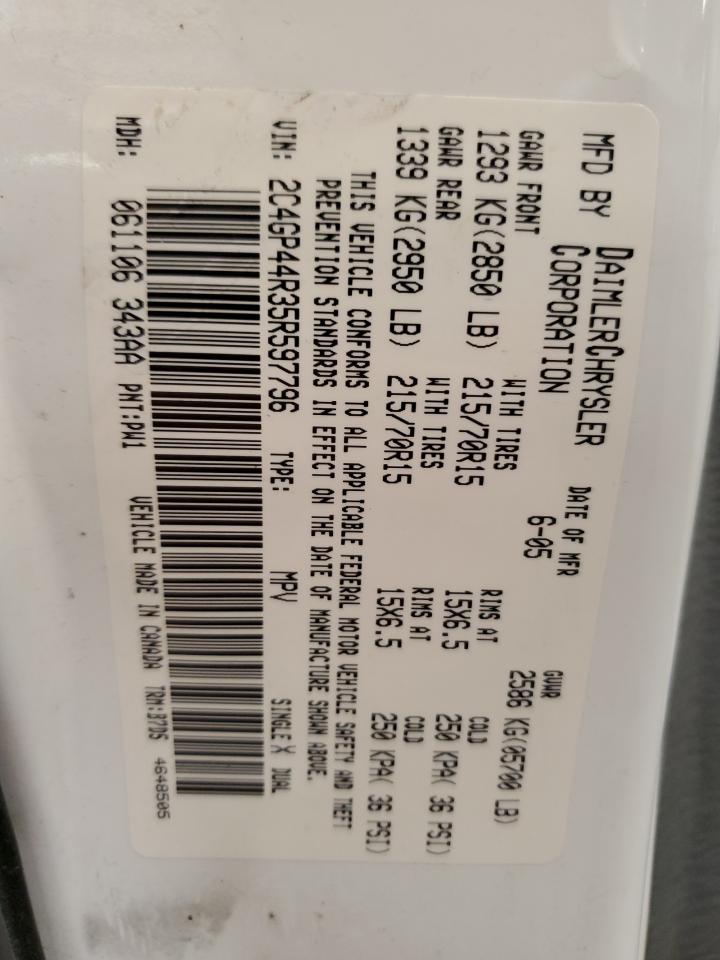 MFD BY DAIMLERCHRYSLER CORPORATION
DATE OF MFR 6-05
GVWR 2586 KG(05700 LB)
GAWR FRONT WITH TIRES RIMS AT COLD
1293 KG(2850 LB) 215/70R15 15X6.5 250 KPA( 36 PSI)
GAWR REAR WITH TIRES RIMS AT COLD
1339 KG(2950 LB) 215/70R15 15X6.5 250 KPA( 36 PSI)
THIS VEHICLE CONFORMS TO ALL APPLICABLE FEDERAL MOTOR VEHICLE SAFETY AND THEFT
PREVENTION STANDARDS IN EFFECT ON THE DATE OF MANUFACTURE SHOWN ABOVE.
VIN: 2C4GP44R35R597796 TYPE: MPV SINGLE X DUAL
MDH: 061106 343AA PNT:PW1 VEHICLE MADE IN CANADA TRM:B7DS 4648505